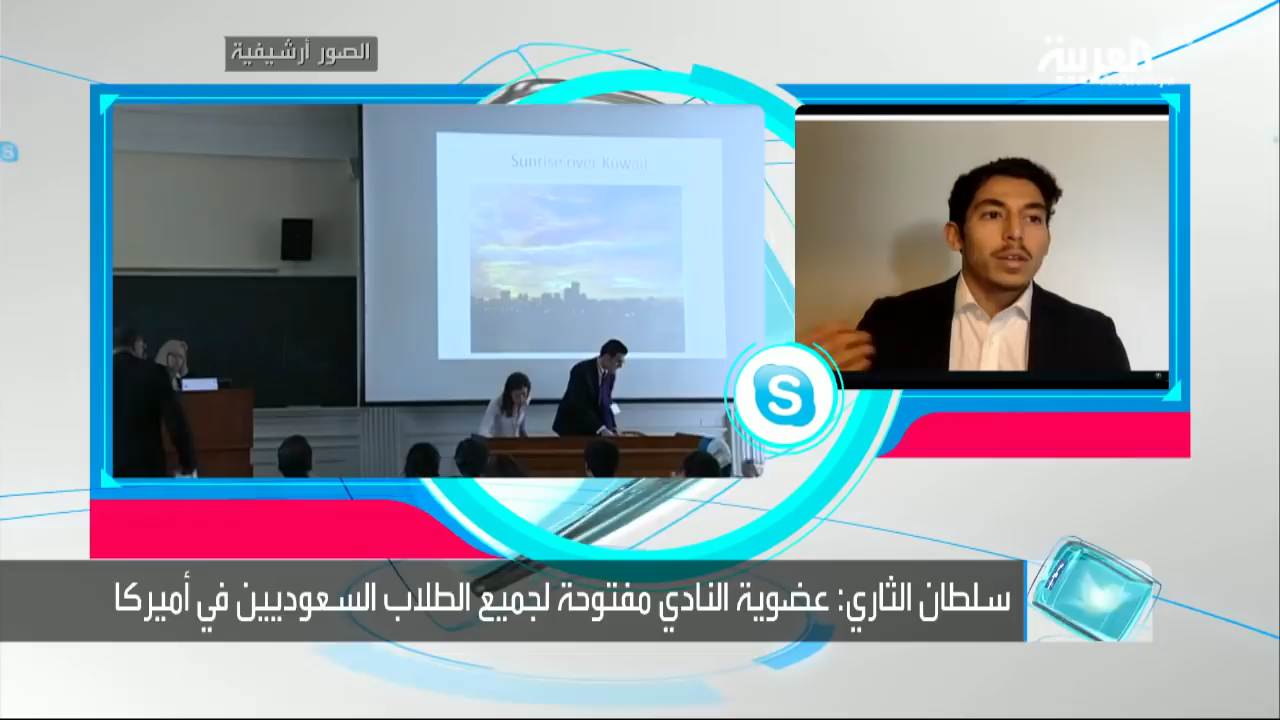 الصور أرشيفية
العربية
Sunrise over Kuwait
S
سلطان الثاري: عضوية النادي مفتوحة لجميع الطلاب السعوديين في أميركا